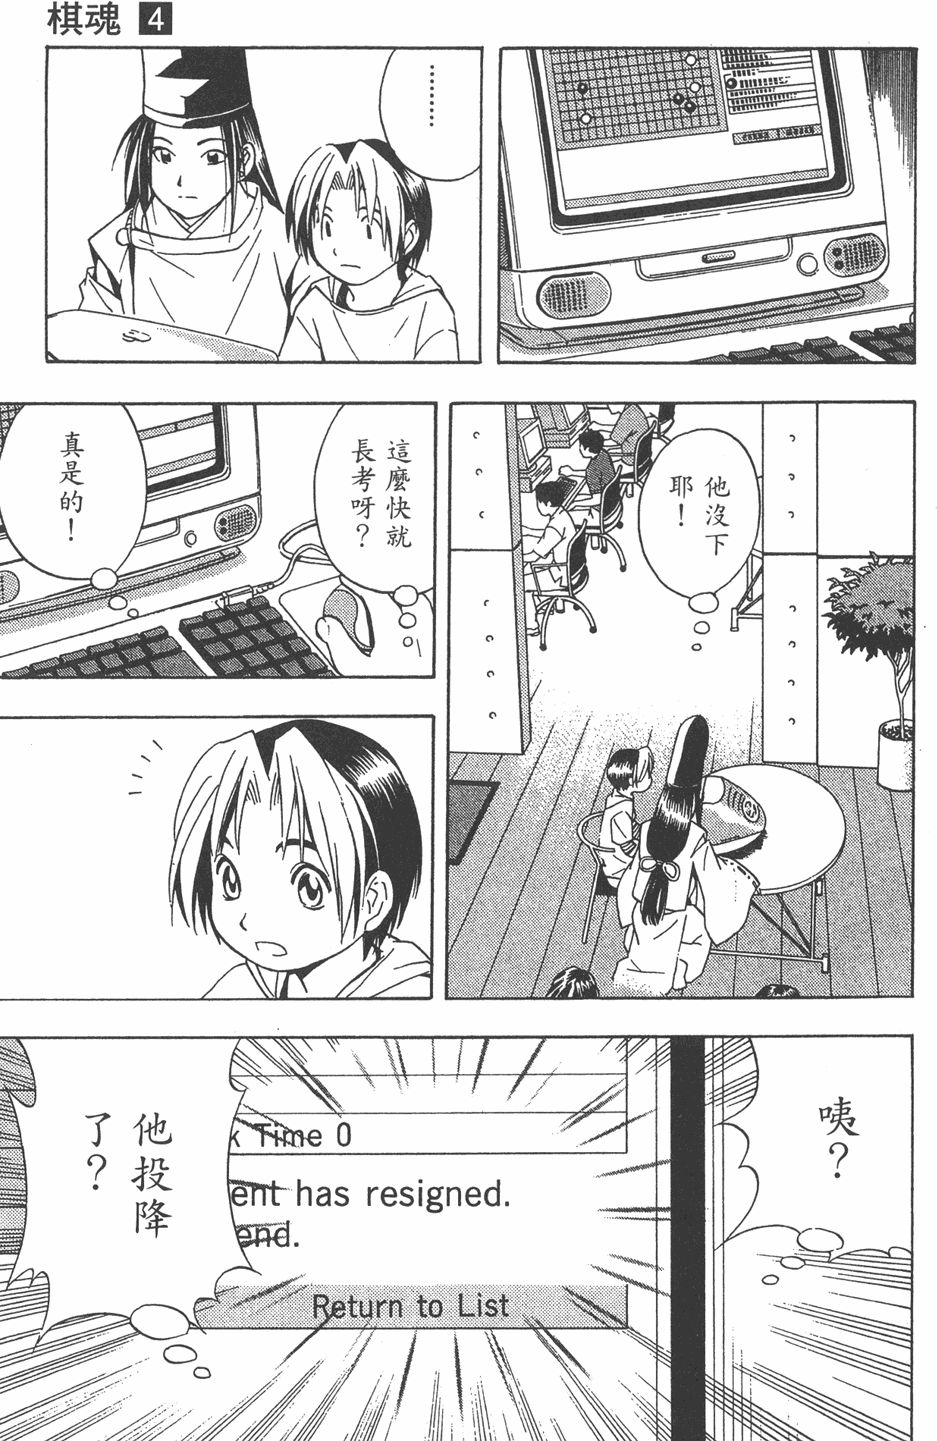 棋魂 4
………
他沒下
耶！
這麼快就
長考呀？
真是的！
咦？
他投降
了？
k Time 0
ent has resigned.
end.
Return to List